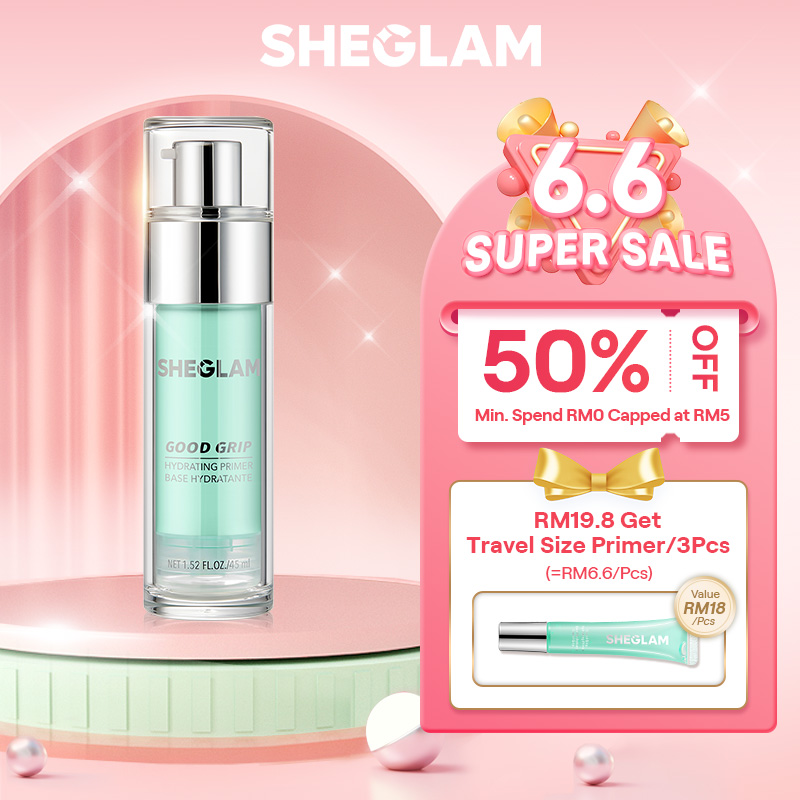 SHEGLAM
SHEGLAM
GOOD GRIP
HYDRATING PRIMER
BASE HYDRATANTE
NET 1.52 FL.OZ./45 ml
6.6
SUPER SALE
50% OFF
Min. Spend RM0 Capped at RM5
RM19.8 Get
Travel Size Primer/3Pcs
(=RM6.6/Pcs)
Value
RM18
/Pcs
SHEGLAM